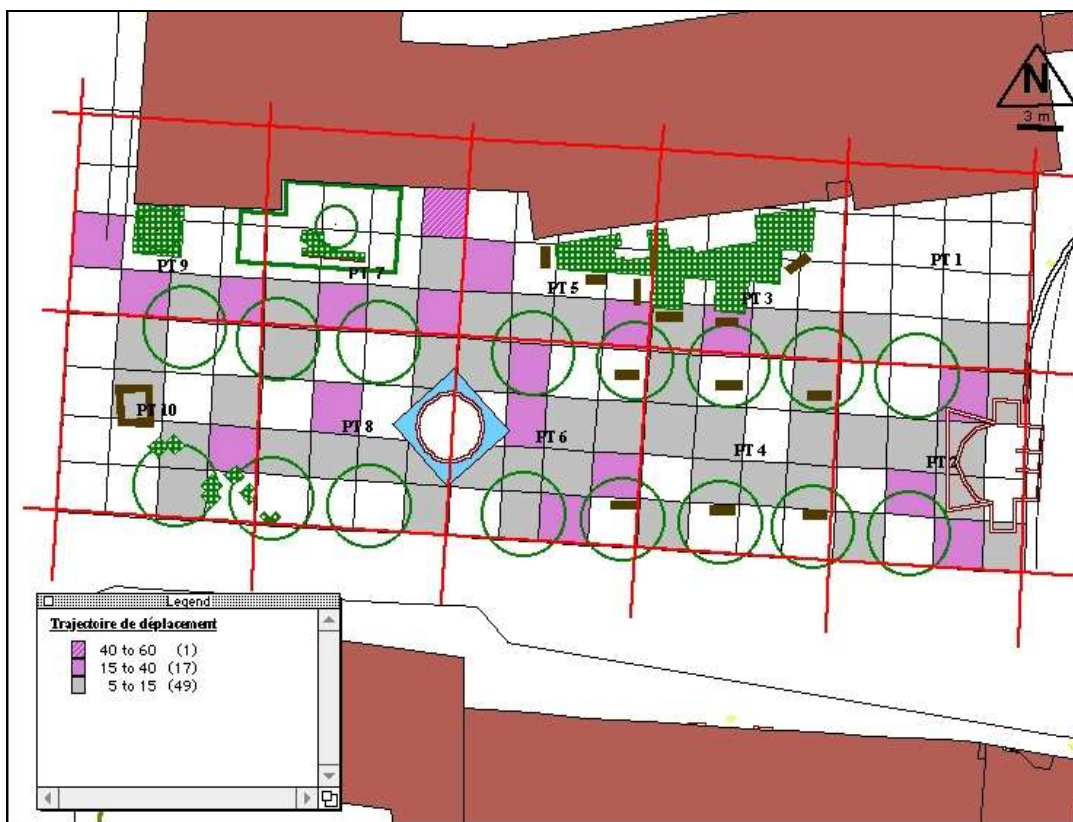 N
3 m
PT 1
PT 9
PT 7
PT 5
PT 3
PT 10
PT 8
PT 6
PT 4
PT 2
Legend
Trajectoire de déplacement
40 to 60 (1)
15 to 40 (17)
5 to 15 (49)